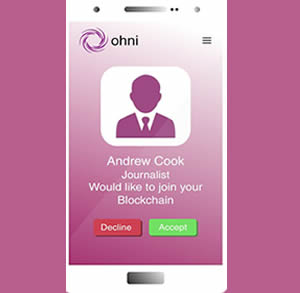 ohni
Andrew Cook
Journalist
Would like to join your
Blockchain
Decline
Accept